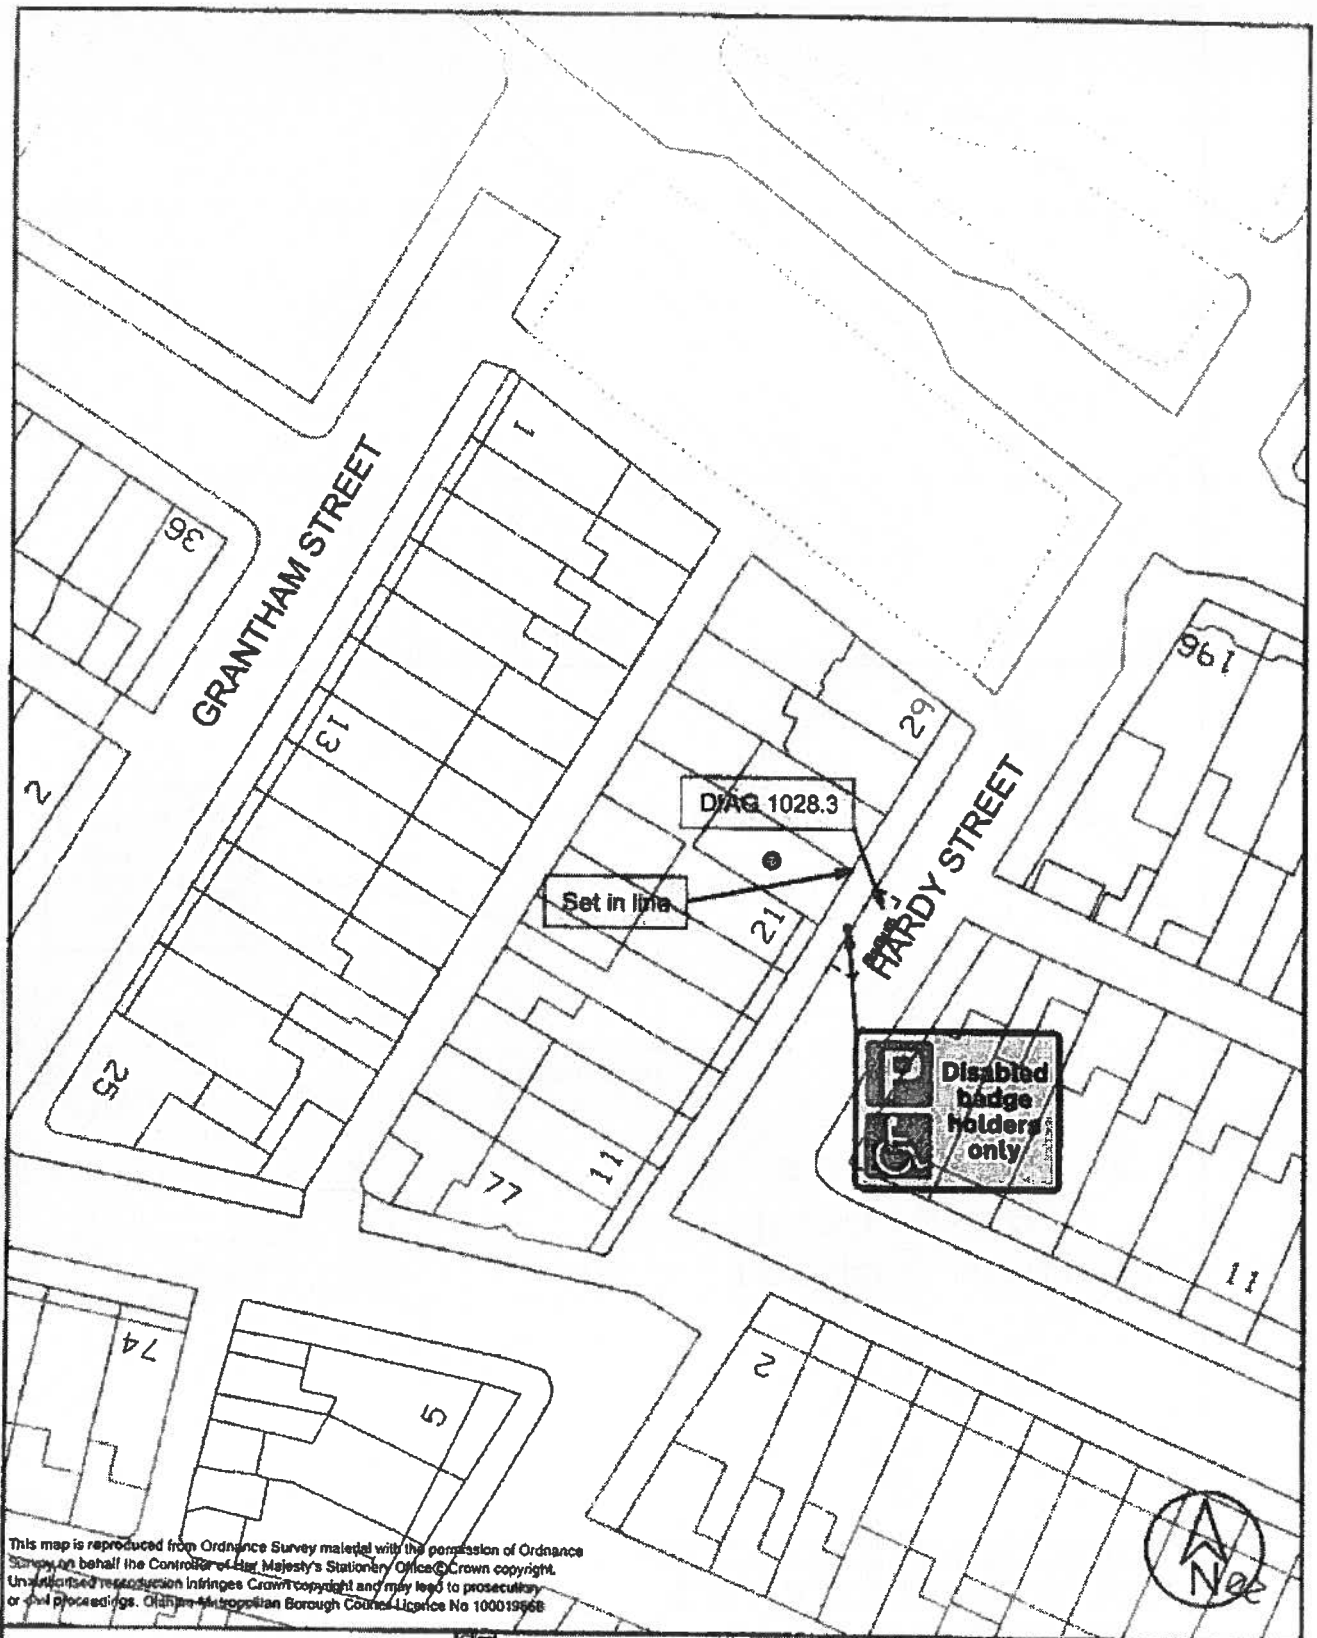 1
36
GRANTHAM STREET
196
29
13
2
DIAG 1028.3
HARDY STREET
Set in line
21
P
Disabled
badge
holders
only
25
77
11
11
74
5
2
This map is reproduced from Ordnance Survey material with the permission of Ordnance
Survey on behalf the Controller of Her Majesty's Stationery Office © Crown copyright.
Unauthorised reproduction infringes Crown copyright and may lead to prosecution
or civil proceedings. Oldham Metropolitan Borough Council Licence No
N